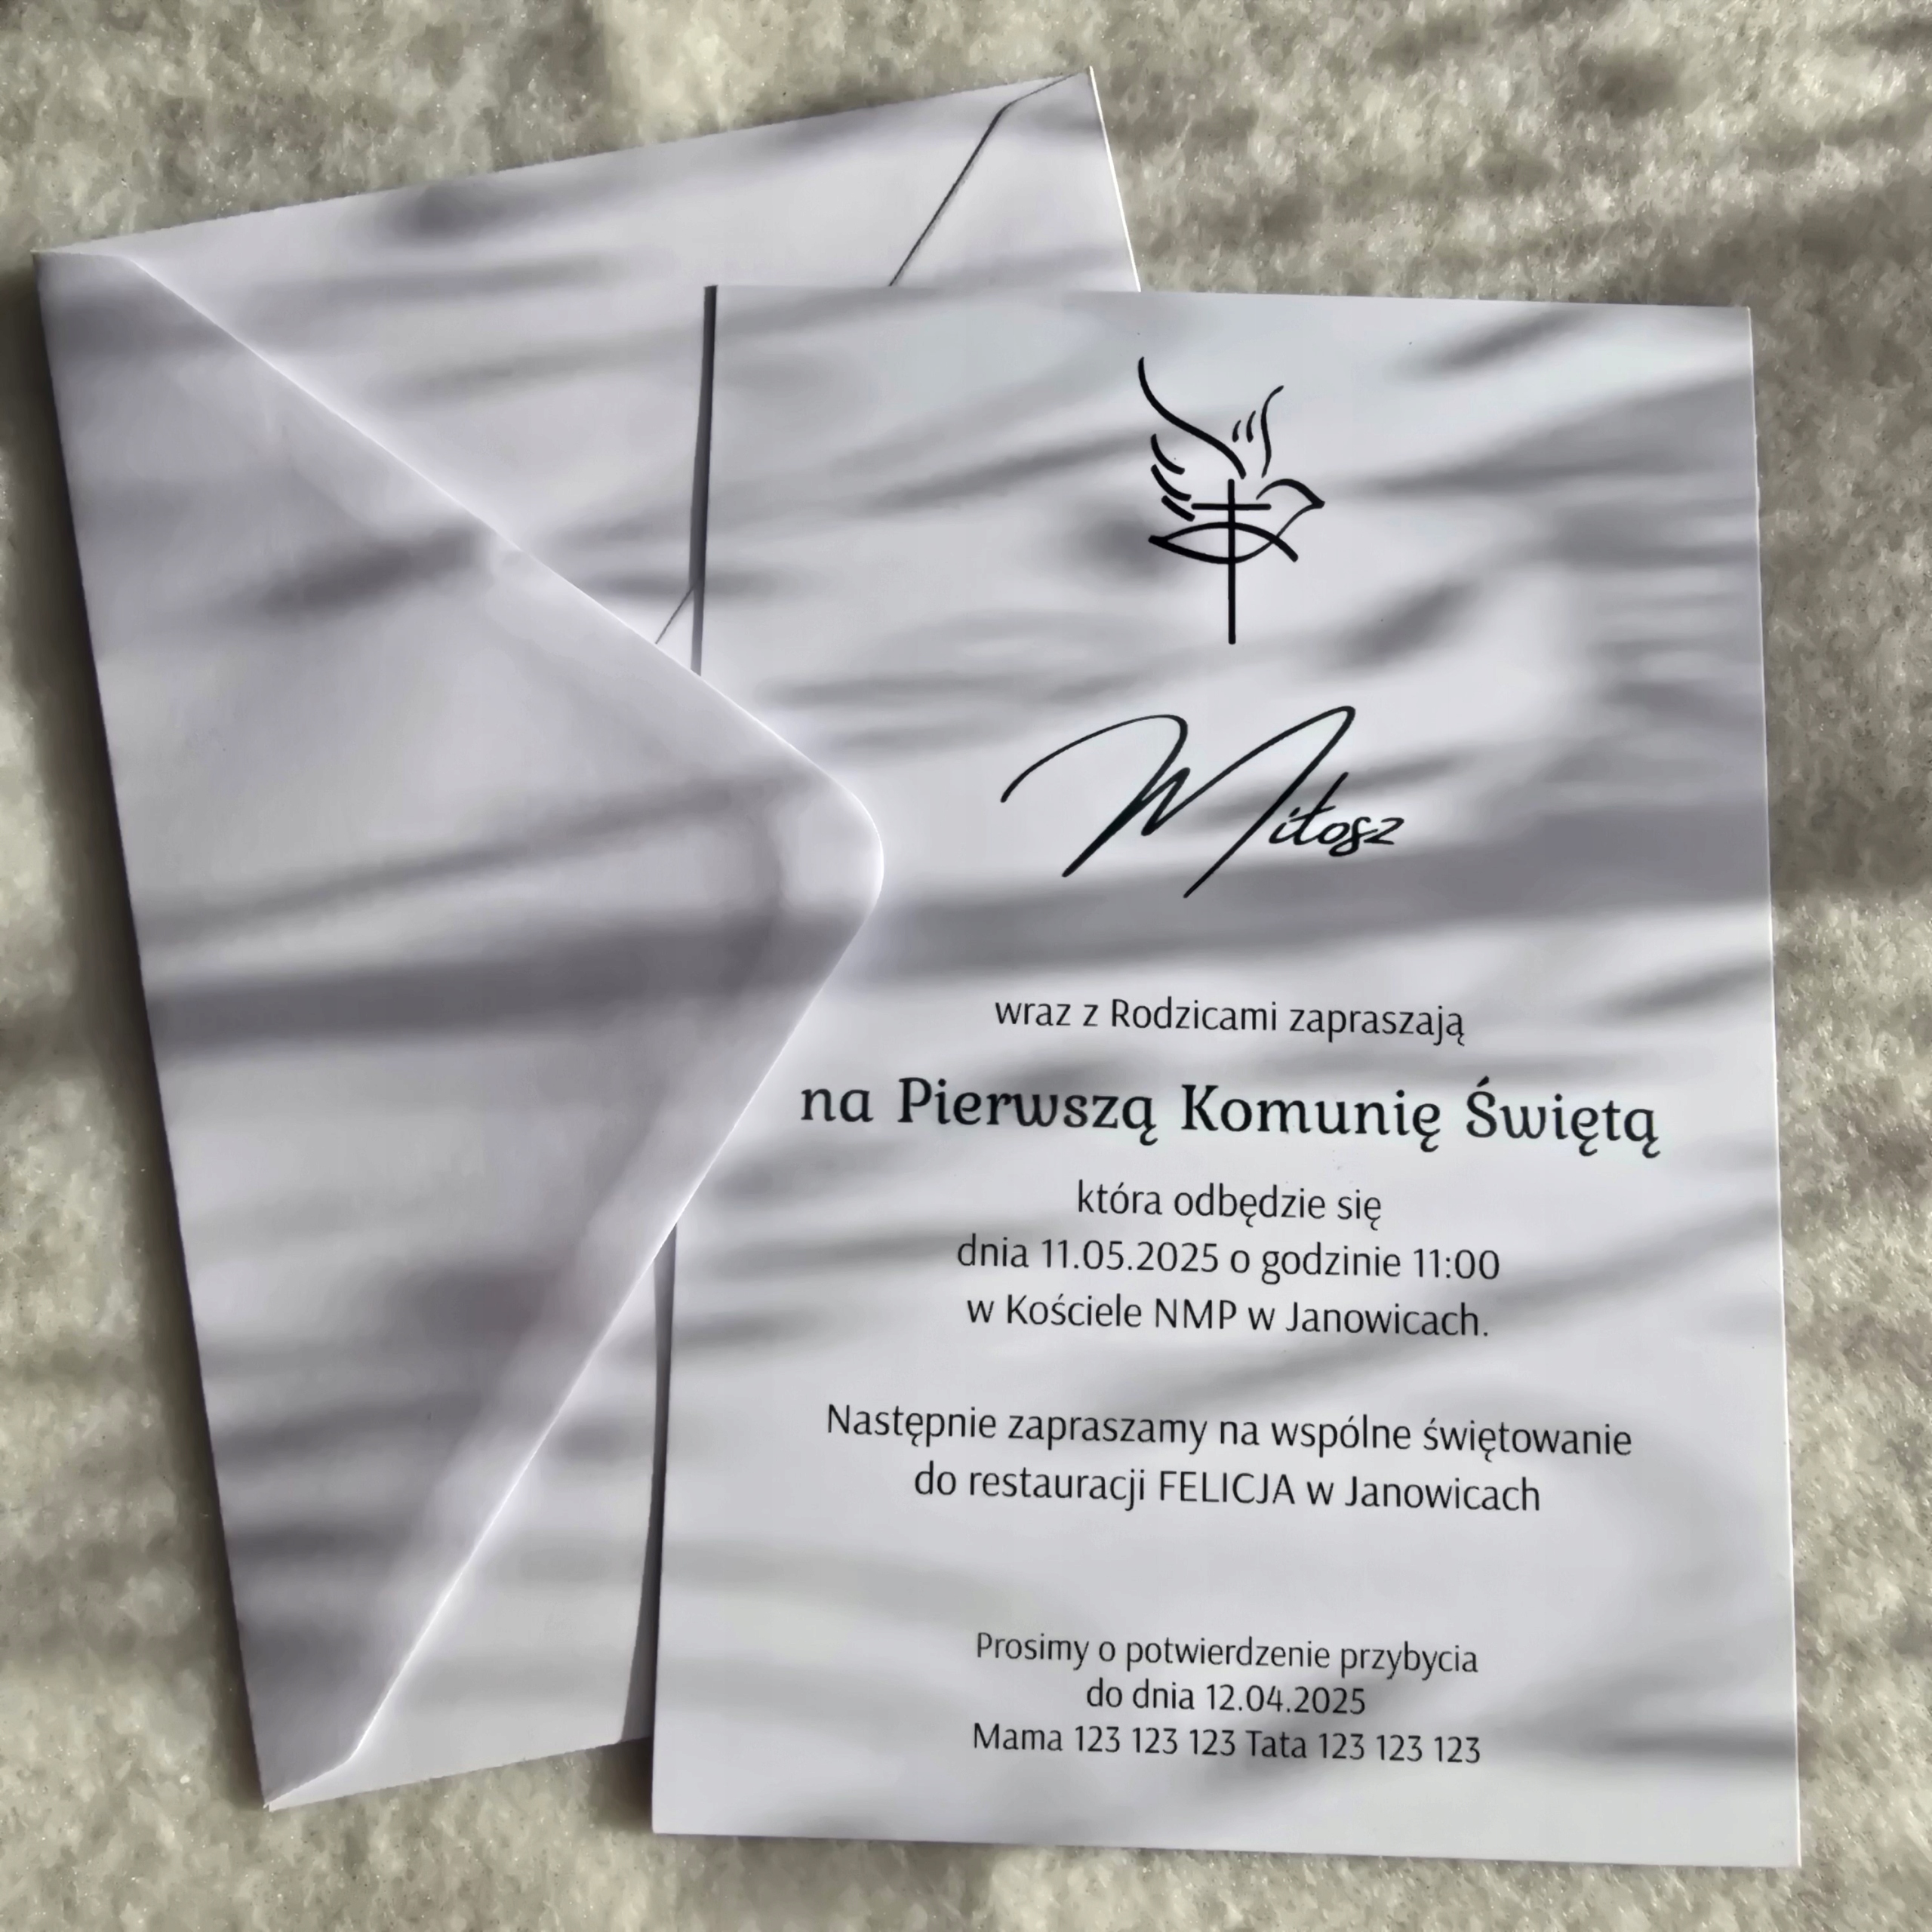 Miłosz
wraz z Rodzicami zapraszają
na Pierwszą Komunię Świętą
która odbędzie się
dnia 11.05.2025 o godzinie 11:00
w Kościele NMP w Janowicach.
Następnie zapraszamy na wspólne świętowanie
do restauracji FELICJA w Janowicach
Prosimy o potwierdzenie przybycia
do dnia 12.04.2025
Mama 123 123 123 Tata 123 123 123